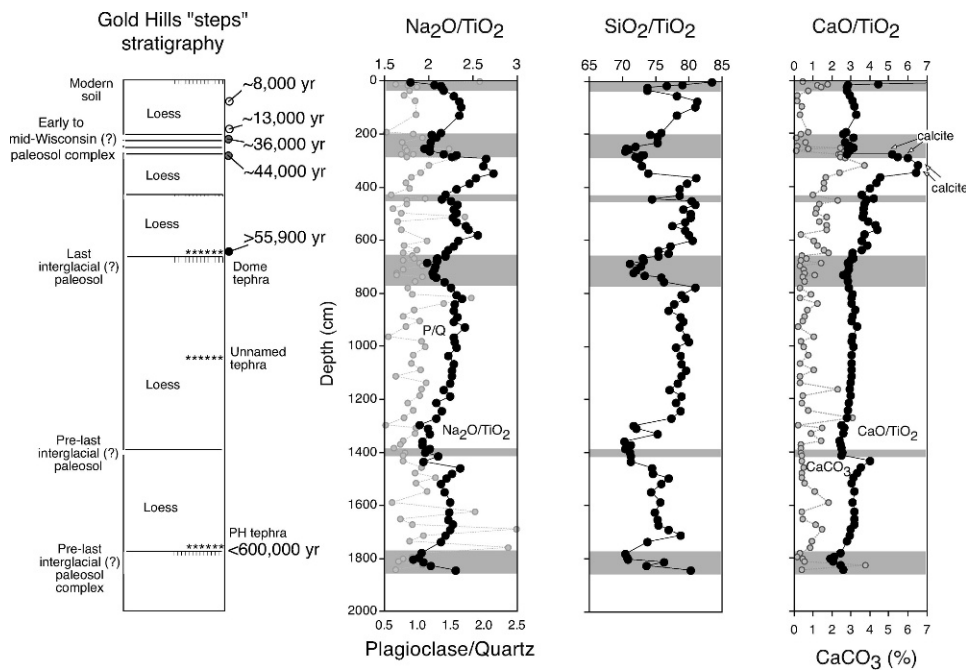 Gold Hills "steps"
stratigraphy
Modern
soil
Loess
~8,000 yr
~13,000 yr
Early to
mid-Wisconsin (?)
paleosol complex
~36,000 yr
~44,000 yr
Loess
Loess
>55,900 yr
******
Last
interglacial (?)
paleosol
Dome
tephra
******
Unnamed
tephra
Loess
Pre-last
interglacial (?)
paleosol
Loess
PH tephra
******
<600,000 yr
Pre-last
interglacial (?)
paleosol
complex
Na2O/TiO2
1 1.5 2 2.5 3
Depth (cm)
0
200
400
600
800
1000
1200
1400
1600
1800
2000
P/Q
Na2O/TiO2
0.5 1.0 1.5 2.0 2.5
Plagioclase/Quartz
SiO2/TiO2
65 70 75 80 85
CaO/TiO2
0 1 2 3 4 5 6 7
calcite
calcite
CaO/TiO2
CaCO3
0 1 2 3 4 5 6 7
CaCO3 (%)